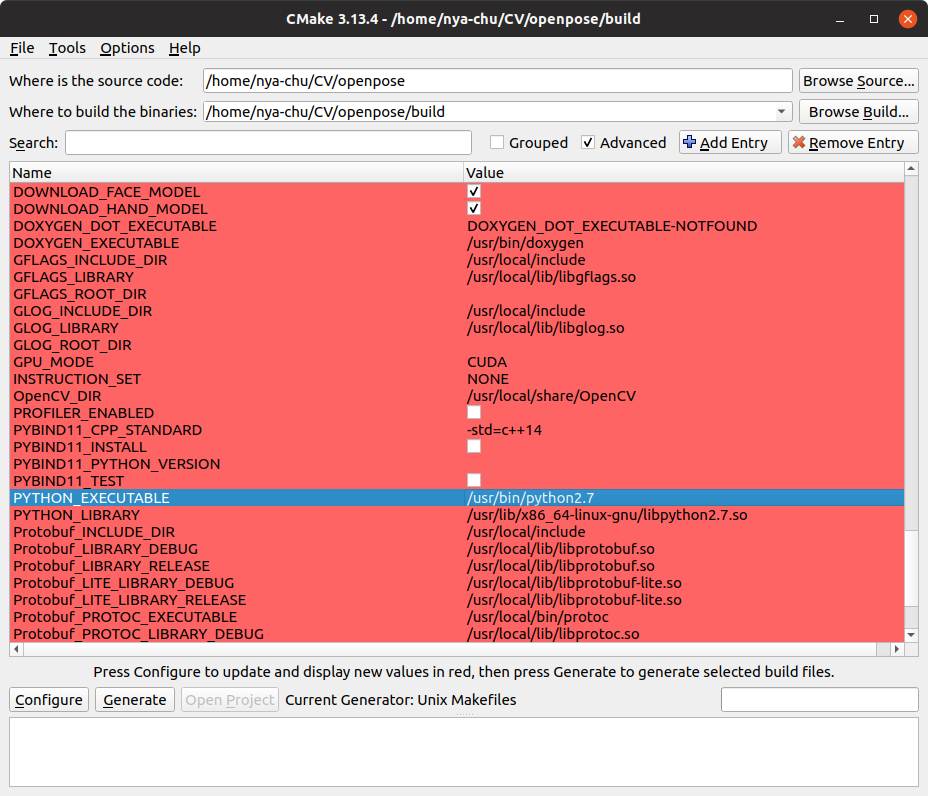 CMake 3.13.4 - /home/nya-chu/CV/openpose/build
File Tools Options Help
Where is the source code: /home/nya-chu/CV/openpose Browse Source...
Where to build the binaries: /home/nya-chu/CV/openpose/build Browse Build...
Search: Grouped Advanced Add Entry Remove Entry
Name Value
DOWNLOAD_FACE_MODEL
DOWNLOAD_HAND_MODEL
DOXYGEN_DOT_EXECUTABLE DOXYGEN_DOT_EXECUTABLE-NOTFOUND
DOXYGEN_EXECUTABLE /usr/bin/doxygen
GFLAGS_INCLUDE_DIR /usr/local/include
GFLAGS_LIBRARY /usr/local/lib/libgflags.so
GFLAGS_ROOT_DIR
GLOG_INCLUDE_DIR /usr/local/include
GLOG_LIBRARY /usr/local/lib/libglog.so
GLOG_ROOT_DIR
GPU_MODE CUDA
INSTRUCTION_SET NONE
OpenCV_DIR /usr/local/share/OpenCV
PROFILER_ENABLED
PYBIND11_CPP_STANDARD -std=c++14
PYBIND11_INSTALL
PYBIND11_PYTHON_VERSION
PYBIND11_TEST
PYTHON_EXECUTABLE /usr/bin/python2.7
PYTHON_LIBRARY /usr/lib/x86_64-linux-gnu/libpython2.7.so
Protobuf_INCLUDE_DIR /usr/local/include
Protobuf_LIBRARY_DEBUG /usr/local/lib/libprotobuf.so
Protobuf_LIBRARY_RELEASE /usr/local/lib/libprotobuf.so
Protobuf_LITE_LIBRARY_DEBUG /usr/local/lib/libprotobuf-lite.so
Protobuf_LITE_LIBRARY_RELEASE /usr/local/lib/libprotobuf-lite.so
Protobuf_PROTOC_EXECUTABLE /usr/local/bin/protoc
Protobuf_PROTOC_LIBRARY_DEBUG /usr/local/lib/libprotoc.so
Press Configure to update and display new values in red, then press Generate to generate selected build files.
Configure Generate Open Project Current Generator: Unix Makefiles